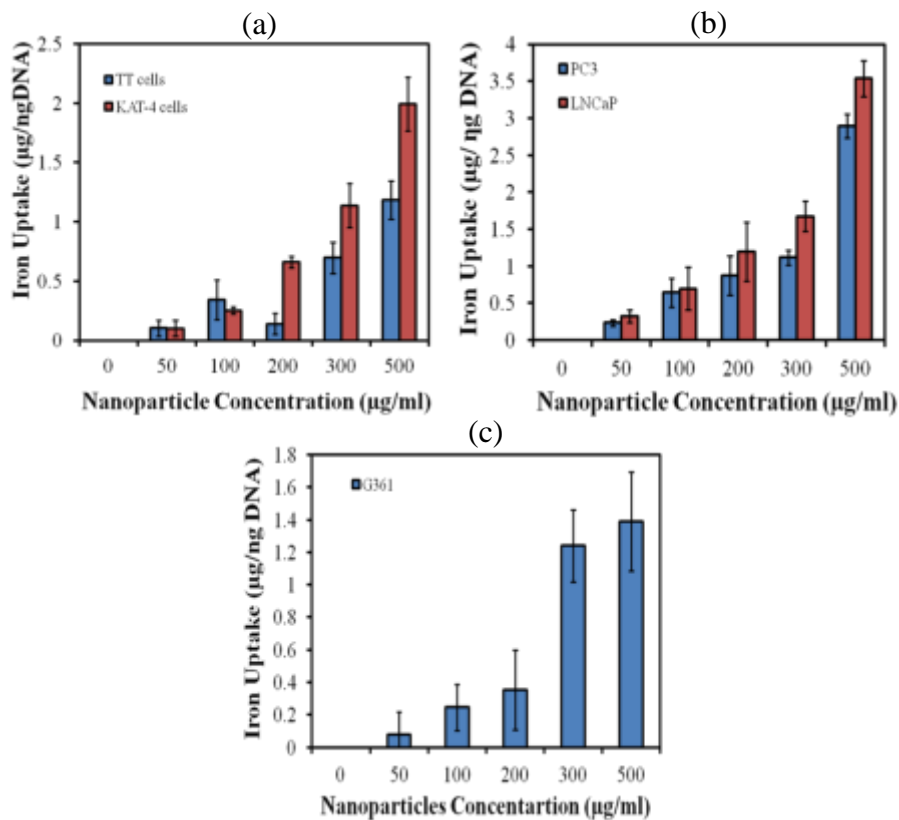 (a)
2.5
2
1.5
1
0.5
0
TT cells
KAT-4 cells
Iron Uptake (µg/ngDNA)
0 50 100 200 300 500
Nanoparticle Concentration (µg/ml)
(b)
4
3.5
3
2.5
2
1.5
1
0.5
0
PC3
LNCaP
Iron Uptake (µg/ ηg DNA)
0 50 100 200 300 500
Nanoparticle Concentration (µg/ml)
(c)
1.8
1.6
1.4
1.2
1
0.8
0.6
0.4
0.2
0
G361
Iron Uptake (µg/ng DNA)
0 50 100 200 300 500
Nanoparticles Concentartion (µg/ml)